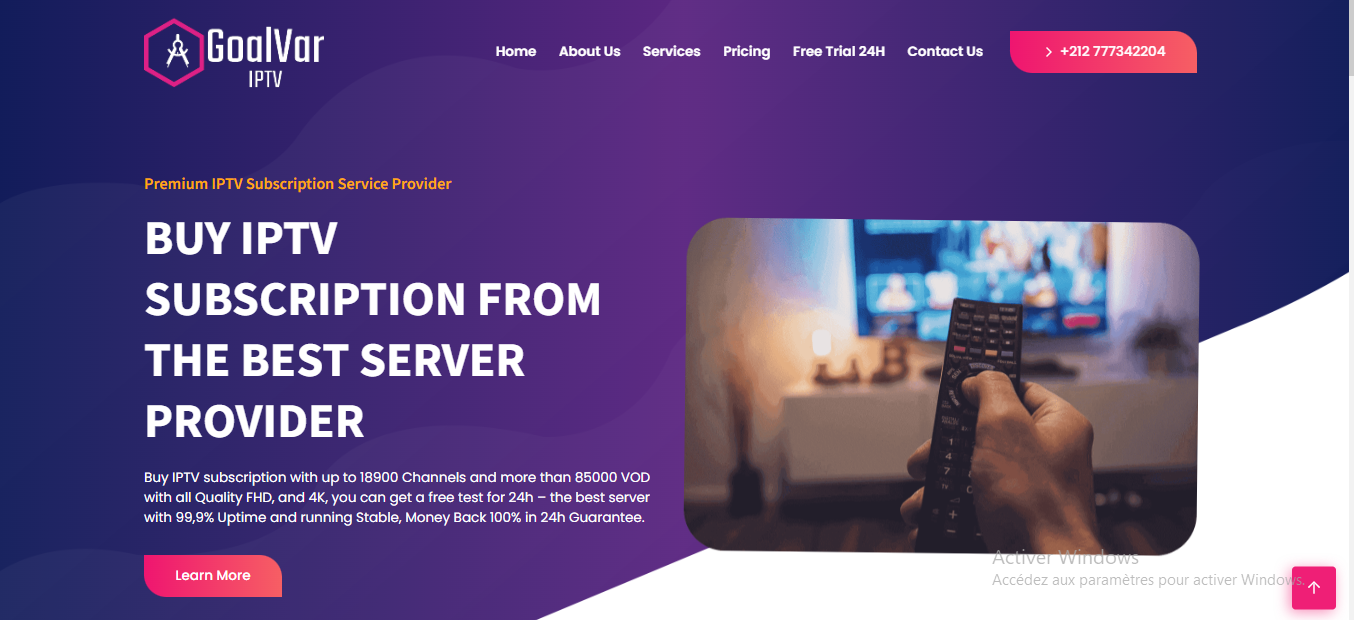 GoalVar
IPTV
Home About Us Services Pricing Free Trial 24H Contact Us +212 777342204
Premium IPTV Subscription Service Provider
BUY IPTV
SUBSCRIPTION FROM
THE BEST SERVER
PROVIDER
Buy IPTV subscription with up to 18900 Channels and more than 85000 VOD
with all Quality FHD, and 4K, you can get a free test for 24h – the best server
with 99,9% Uptime and running Stable, Money Back 100% in 24h Guarantee.
Learn More
1
4
7
Activer Windows
Accédez aux paramètres pour activer Windows.